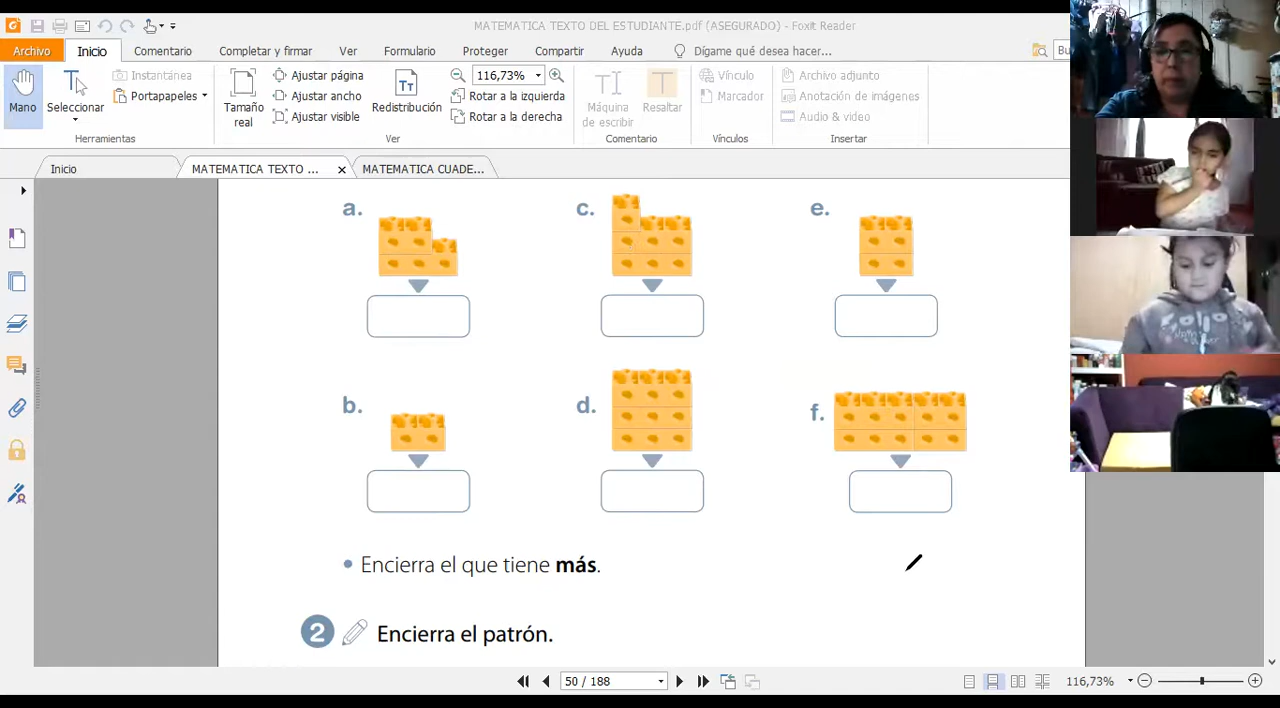 MATEMATICA TEXTO DEL ESTUDIANTE.pdf (ASEGURADO) - Foxit Reader
Archivo Inicio Comentario Completar y firmar Ver Formulario Proteger Compartir Ayuda Dígame qué desea hacer... Bu
Mano
Seleccionar
Instantánea
Portapapeles
Herramientas
Tamaño real
Ajustar página
Ajustar ancho
Ajustar visible
Redistribución
116,73%
Rotar a la izquierda
Rotar a la derecha
Ver
Máquina de escribir
Resaltar
Comentario
Vínculo
Marcador
Vínculos
Archivo adjunto
Anotación de imágenes
Audio & video
Insertar
Inicio MATEMATICA TEXTO ... MATEMATICA CUADE...
a. c. e.
b. d. f.
• Encierra el que tiene más.
2 Encierra el patrón.
50 / 188 116,73%